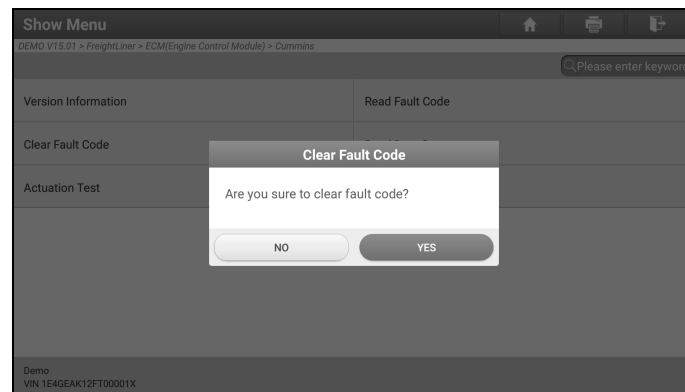 Show Menu
DEMO V15.01 > FreightLiner > ECM(Engine Control Module) > Cummins
Please enter keyword
Version Information
Read Fault Code
Clear Fault Code
Clear Fault Code
Actuation Test
Are you sure to clear fault code?
NO
YES
Demo
VIN 1E4GEAK12FT00001X